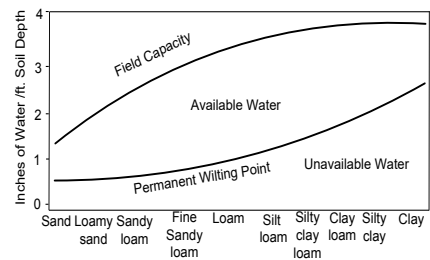 Inches of Water /ft. Soil Depth
4
3
2
1
0
Field Capacity
Available Water
Permanent Wilting Point
Unavailable Water
Sand
Loamy
sand
Sandy
loam
Fine
Sandy
loam
Loam
Silt
loam
Silty
clay
loam
Clay
loam
Silty
clay
Clay